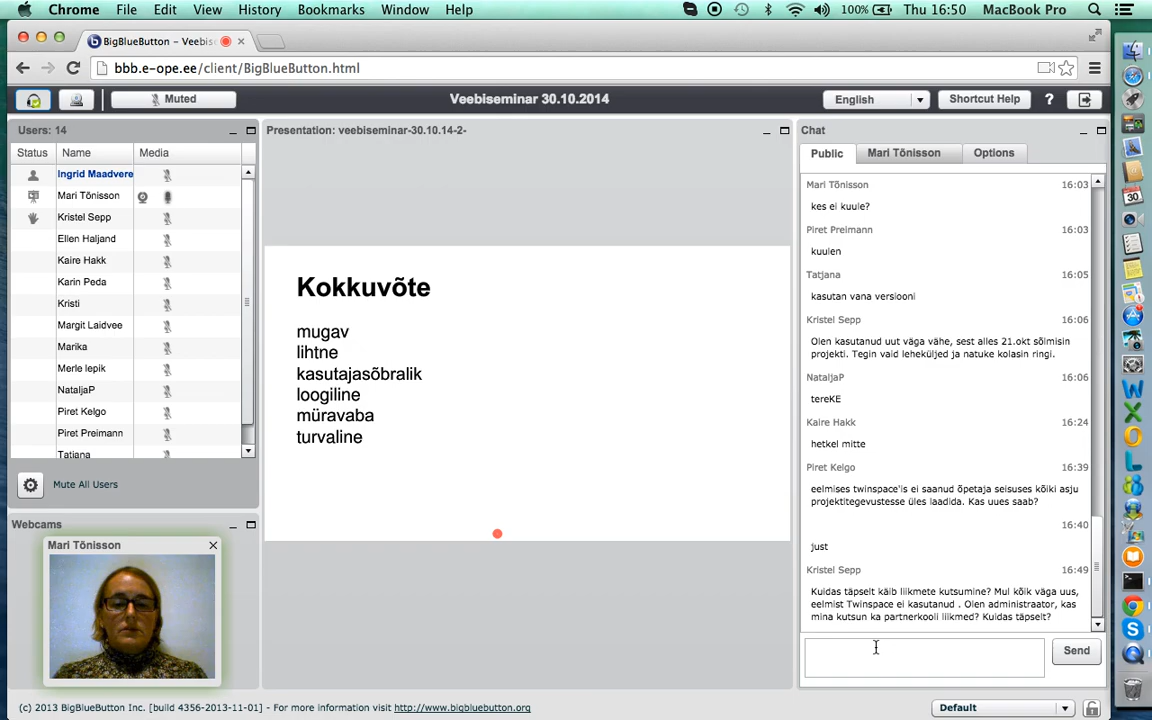 Chrome File Edit View History Bookmarks Window Help 100% Thu 16:50 MacBook Pro
BigBlueButton – Veebis
bbb.e-ope.ee/client/BigBlueButton.html
Muted Veebiseminar 30.10.2014 English Shortcut Help ?
Users: 14
Status Name Media
Ingrid Maadvere
Mari Tõnisson
Kristel Sepp
Ellen Haljand
Kaire Hakk
Karin Peda
Kristi
Margit Laidvee
Marika
Merle lepik
NataljaP
Piret Kelgo
Piret Preimann
Tatiana
Mute All Users
Webcams
Mari Tõnisson
Presentation: veebiseminar-30.10.14-2-
Kokkuvõte
mugav
lihtne
kasutajasõbralik
loogiline
müravaba
turvaline
Chat
Public Mari Tõnisson Options
Mari Tõnisson 16:03
kes ei kuule?
Piret Preimann 16:03
kuulen
Tatjana 16:05
kasutan vana versiooni
Kristel Sepp 16:06
Olen kasutanud uut väga vähe, sest alles 21.okt sõlmisin
projekti. Tegin vaid leheküljed ja natuke kolasin ringi.
NataljaP 16:06
tereKE
Kaire Hakk 16:24
hetkel mitte
Piret Kelgo 16:39
eelmises twinspace'is ei saanud õpetaja seisuses kõiki asju
projektitegevustesse üles laadida. Kas uues saab?
16:40
just
Kristel Sepp 16:49
Kuidas täpselt käib liikmete kutsumine? Mul kõik väga uus,
eelmist Twinspace ei kasutanud . Olen administraator, kas
mina kutsun ka partnerkooli liikmed? Kuidas täpselt?
Send
(c) 2013 BigBlueButton Inc. [build 4356-2013-11-01] - For more information visit http://www.bigbluebutton.org
Default